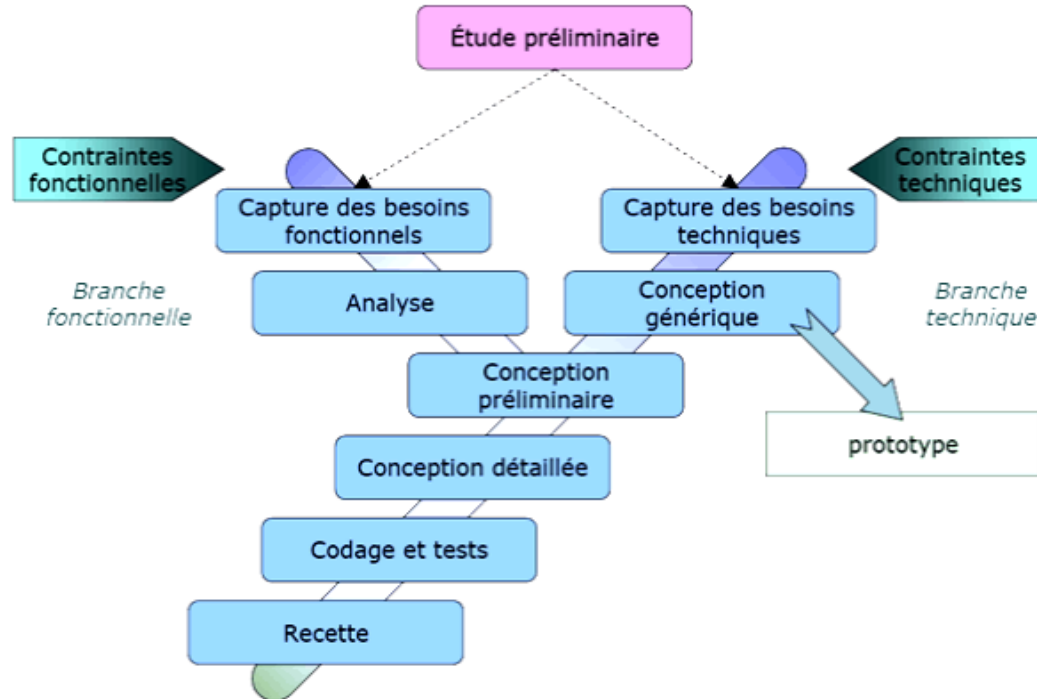 Étude préliminaire
Contraintes
fonctionnelles
Contraintes
techniques
Capture des besoins
fonctionnels
Capture des besoins
techniques
Branche
fonctionnelle
Analyse
Conception
générique
Branche
technique
Conception
préliminaire
prototype
Conception détaillée
Codage et tests
Recette